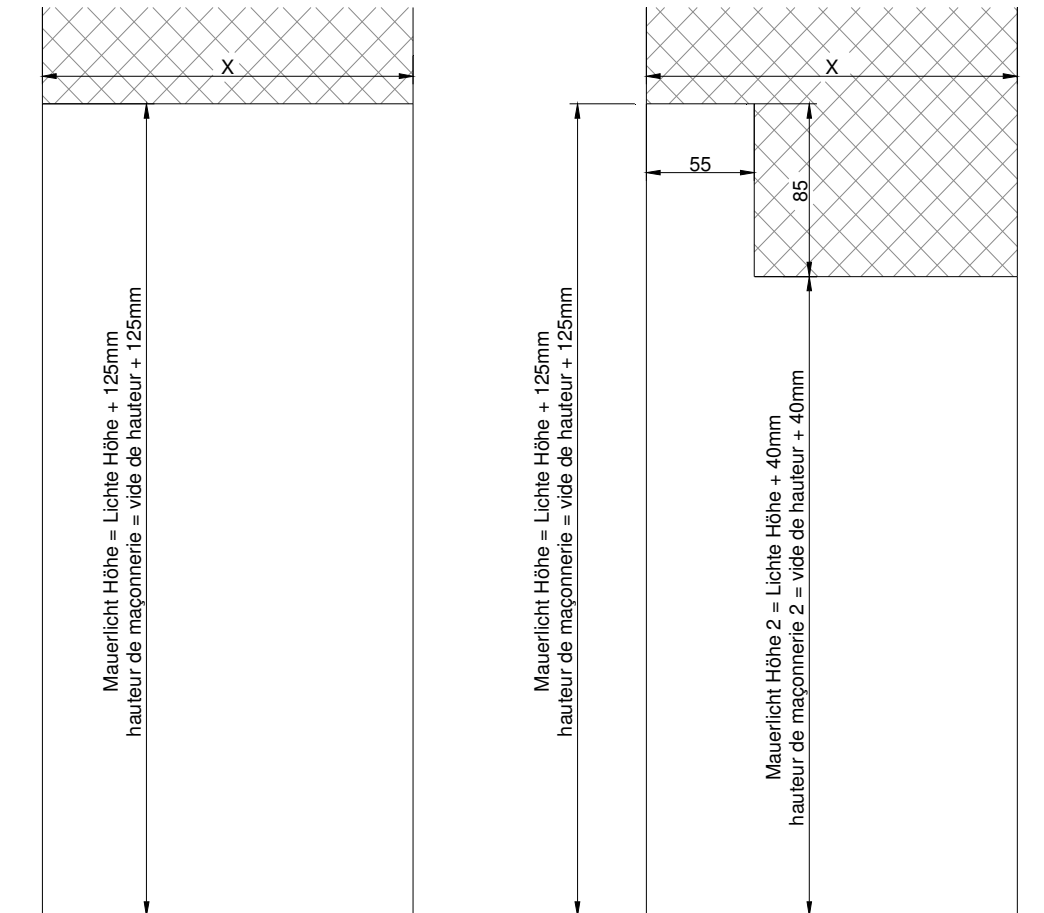 X
X
55
85
Mauerlicht Höhe = Lichte Höhe + 125mm
hauteur de maçonnerie = vide de hauteur + 125mm
Mauerlicht Höhe = Lichte Höhe + 125mm
hauteur de maçonnerie = vide de hauteur + 125mm
Mauerlicht Höhe 2 = Lichte Höhe + 40mm
hauteur de maçonnerie 2 = vide de hauteur + 40mm